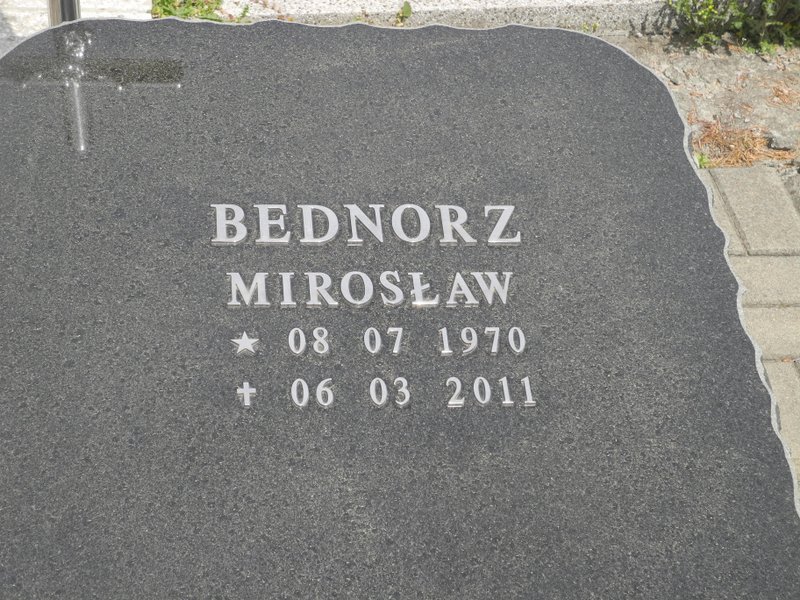 BEDNORZ
MIROSŁAW
★ 08 07 1970
✝ 06 03 2011